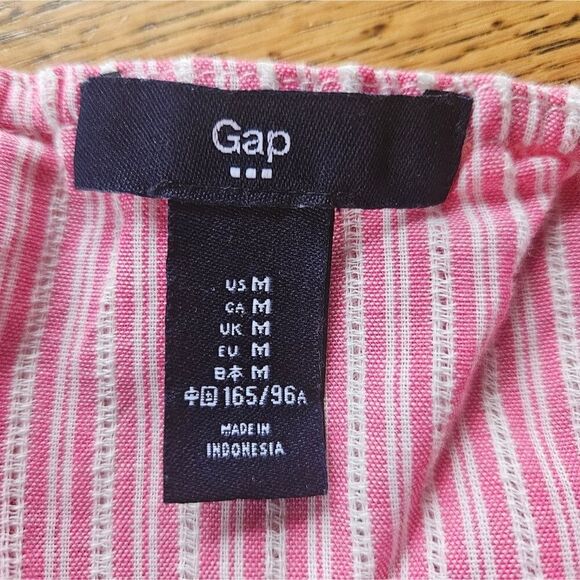 Gap
US M
CA M
UK M
EU M
日本 M
中国 165/96A
MADE IN
INDONESIA